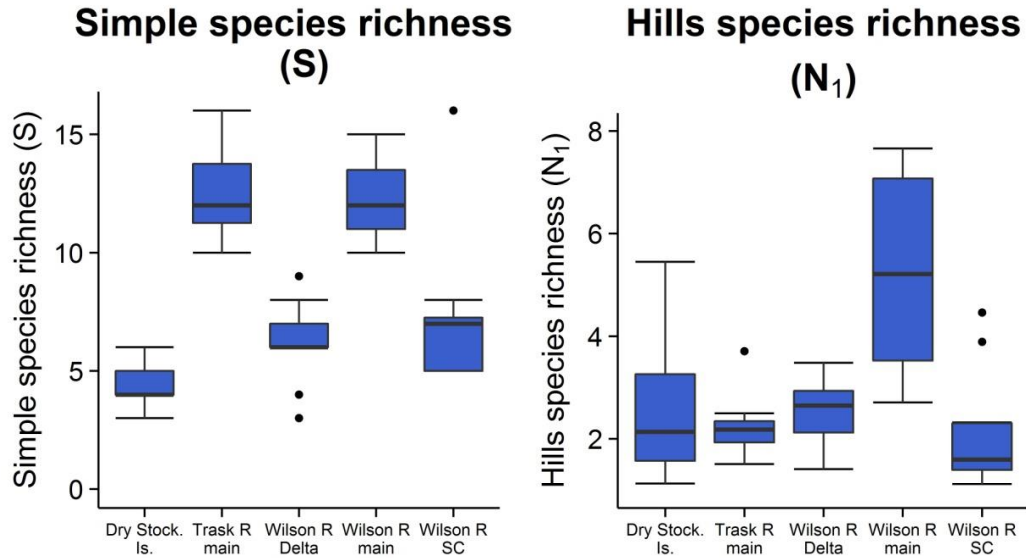 Simple species richness
(S)
Simple species richness (S)
15
10
5
0
Dry Stock.
Is.
Trask R
main
Wilson R
Delta
Wilson R
main
Wilson R
SC
Hills species richness
(N₁)
Hills species richness (N₁)
8
6
4
2
Dry Stock.
Is.
Trask R
main
Wilson R
Delta
Wilson R
main
Wilson R
SC